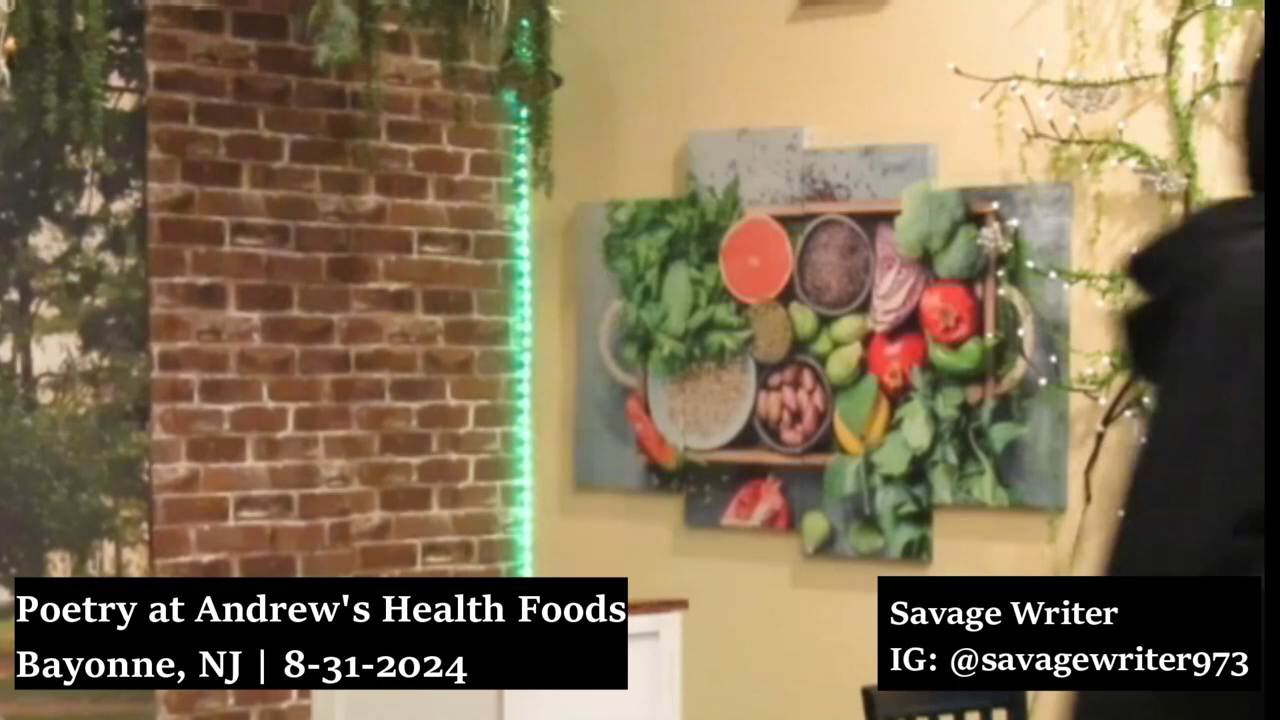 Poetry at Andrew's Health Foods
Bayonne, NJ | 8-31-2024
Savage Writer
IG: @savagewriter973